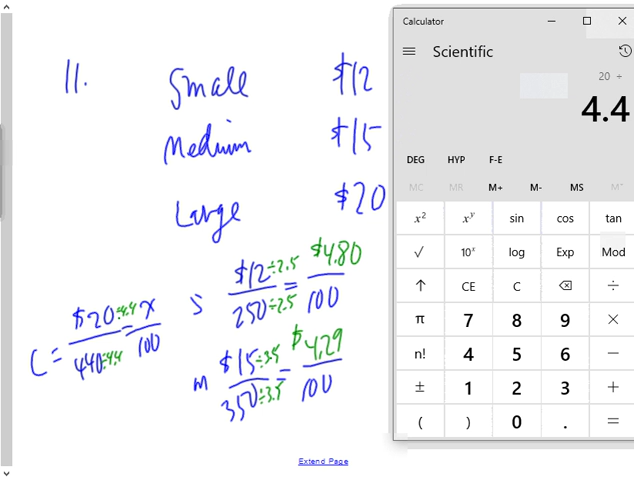 11.
Small $12
Medium $15
Large $20
S $12÷2.5 / 250÷2.5 = $4.80 / 100
C = $20÷4.4 / 440÷4.4 = x / 100
m $15÷3.5 / 350÷3.5 = $4.29 / 100
Extend Page
Calculator
Scientific
20 ÷
4.4
DEG HYP F-E
MC MR M+ M- MS M˅
x² xʸ sin cos tan
√ 10ˣ log Exp Mod
↑ CE C ⌫ ÷
π 7 8 9 ×
n! 4 5 6 −
± 1 2 3 +
( ) 0 . =